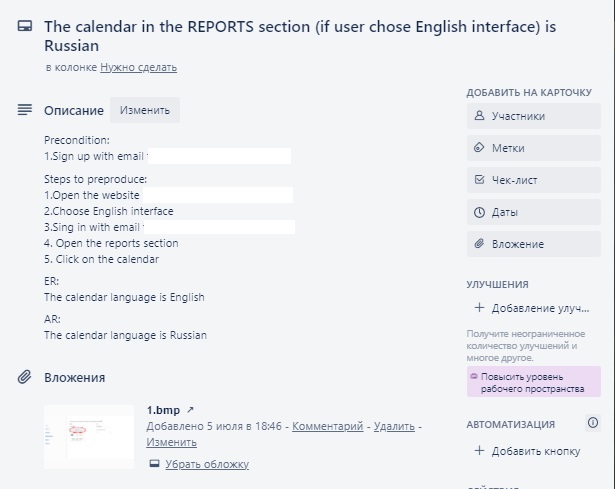 The calendar in the REPORTS section (if user chose English interface) is
Russian
в колонке Нужно сделать
Описание
Изменить
Precondition:
1.Sign up with email
Steps to preproduce:
1.Open the website
2.Choose English interface
3.Sing in with email
4. Open the reports section
5. Click on the calendar
ER:
The calendar language is English
AR:
The calendar language is Russian
Вложения
1.bmp ↗
Добавлено 5 июля в 18:46 - Комментарий - Удалить -
Изменить
Убрать обложку
ДОБАВИТЬ НА КАРТОЧКУ
Участники
Метки
Чек-лист
Даты
Вложение
УЛУЧШЕНИЯ
+ Добавление улуч...
Получите неограниченное
количество улучшений и
многое другое.
Повысить уровень
рабочего пространства
АВТОМАТИЗАЦИЯ
+ Добавить кнопку